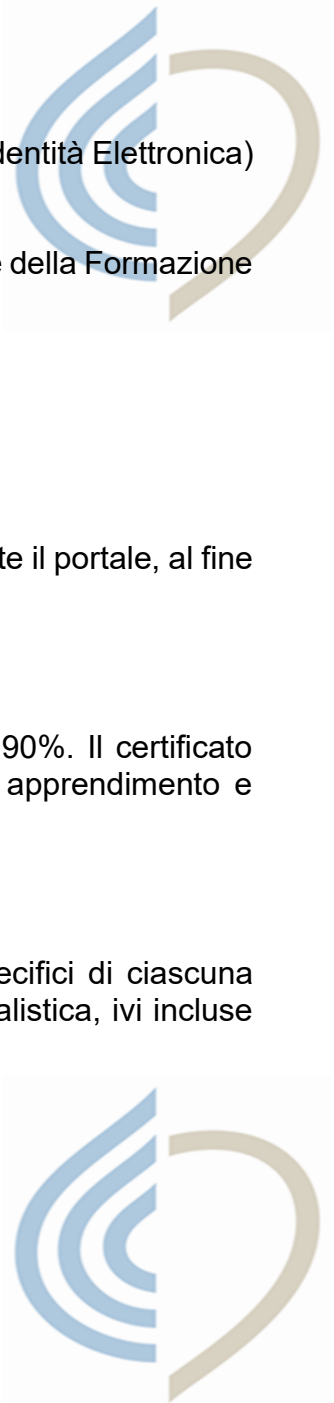 dentità Elettronica)
e della Formazione
te il portale, al fine
90%. Il certificato
apprendimento e
ecifici di ciascuna
alistica, ivi incluse